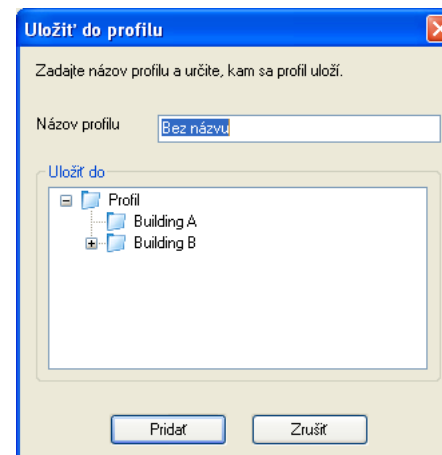 Uložiť do profilu
Zadajte názov profilu a určite, kam sa profil uloží.
Názov profilu Bez názvu
Uložiť do
Profil
Building A
Building B
Pridať Zrušiť